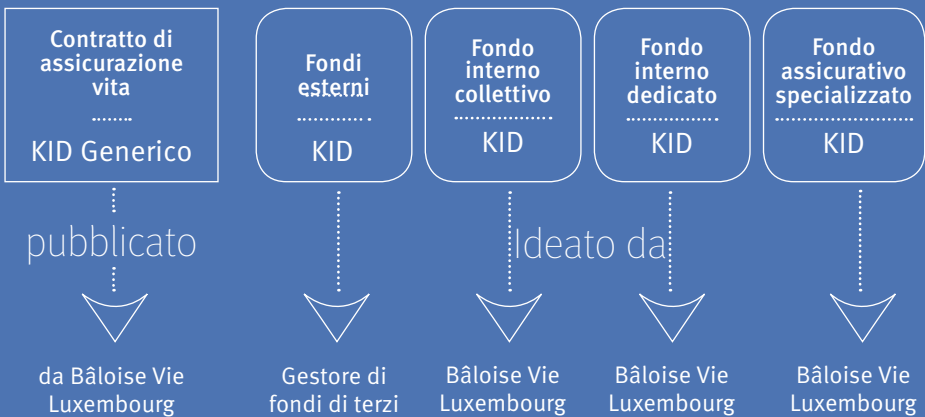 Contratto di
assicurazione
vita
KID Generico
Fondi
esterni
KID
Fondo
interno
collettivo
KID
Fondo
interno
dedicato
KID
Fondo
assicurativo
specializzato
KID
pubblicato
Ideato da
da Bâloise Vie
Luxembourg
Gestore di
fondi di terzi
Bâloise Vie
Luxembourg
Bâloise Vie
Luxembourg
Bâloise Vie
Luxembourg